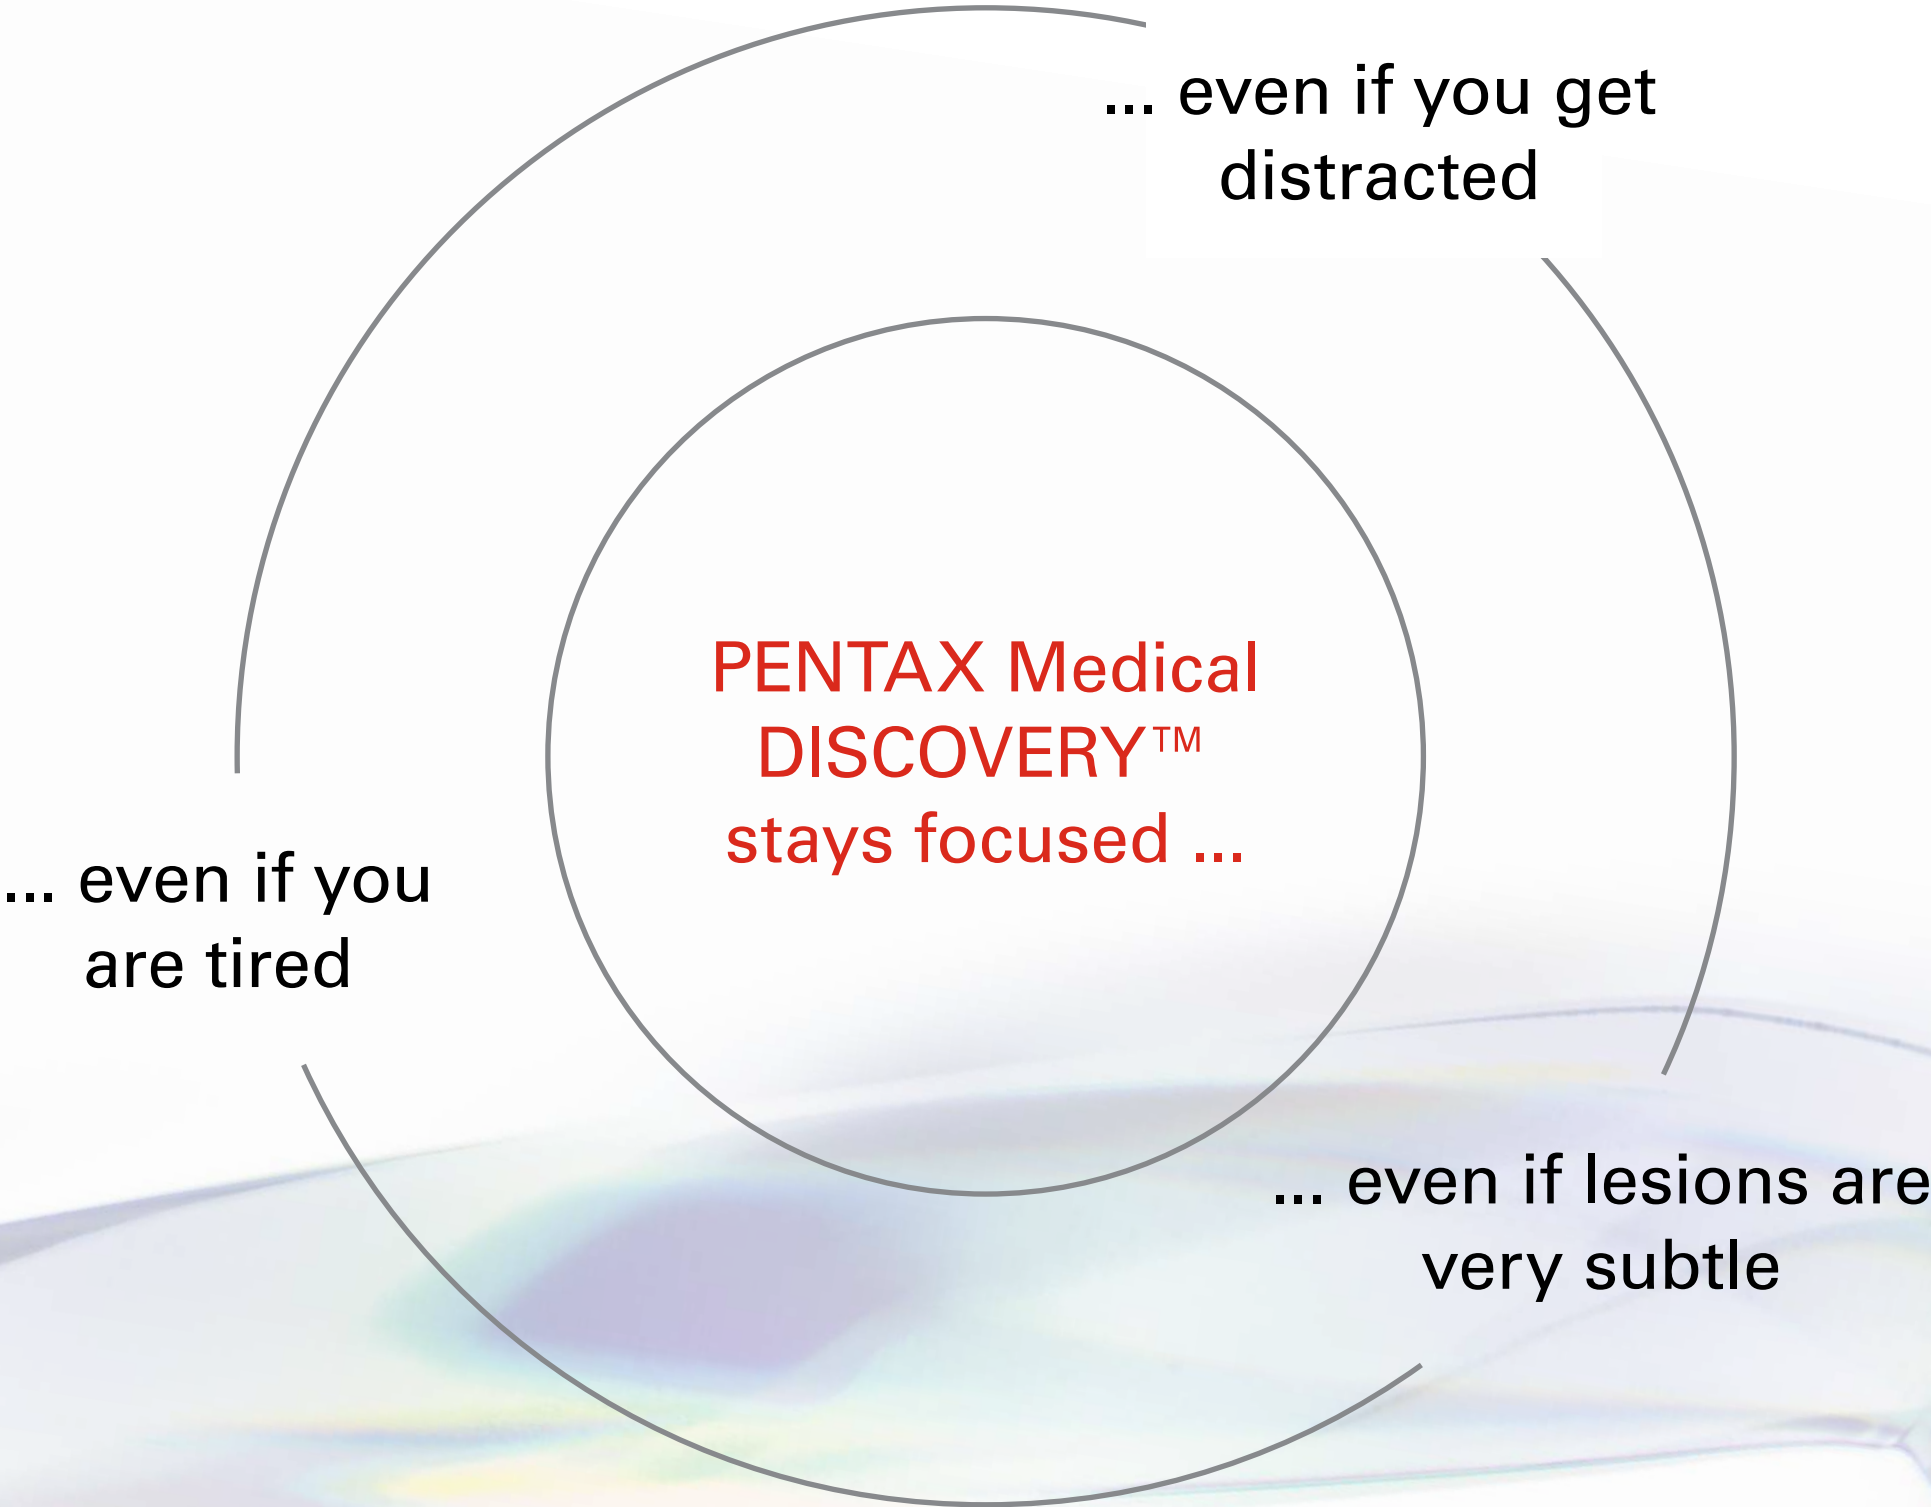 ... even if you get
distracted
PENTAX Medical
DISCOVERY™
stays focused ...
... even if you
are tired
... even if lesions are
very subtle